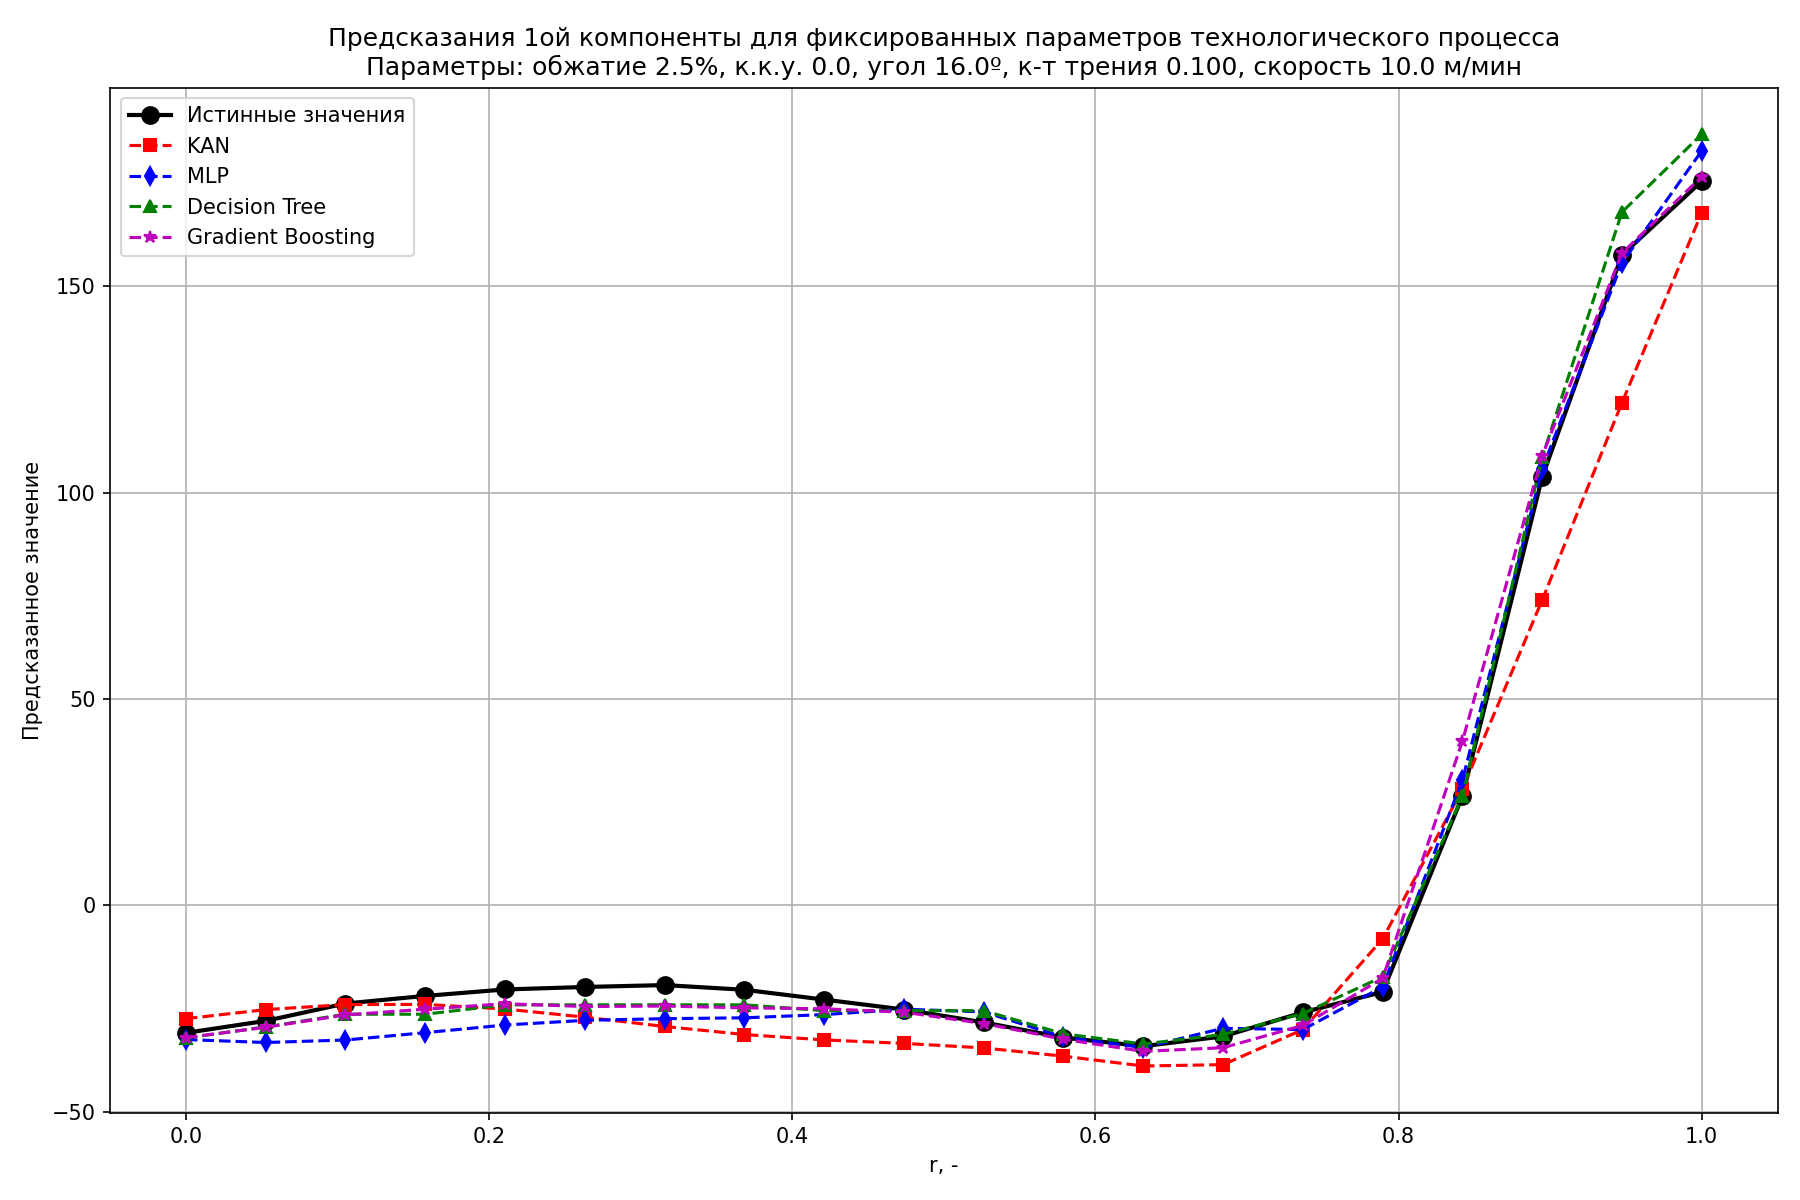 Предсказания 1ой компоненты для фиксированных параметров технологического процесса
Параметры: обжатие 2.5%, к.к.у. 0.0, угол 16.0º, к-т трения 0.100, скорость 10.0 м/мин
Истинные значения
KAN
MLP
Decision Tree
Gradient Boosting
Предсказанное значение
150
100
50
0
−50
0.0
0.2
0.4
0.6
0.8
1.0
r, -